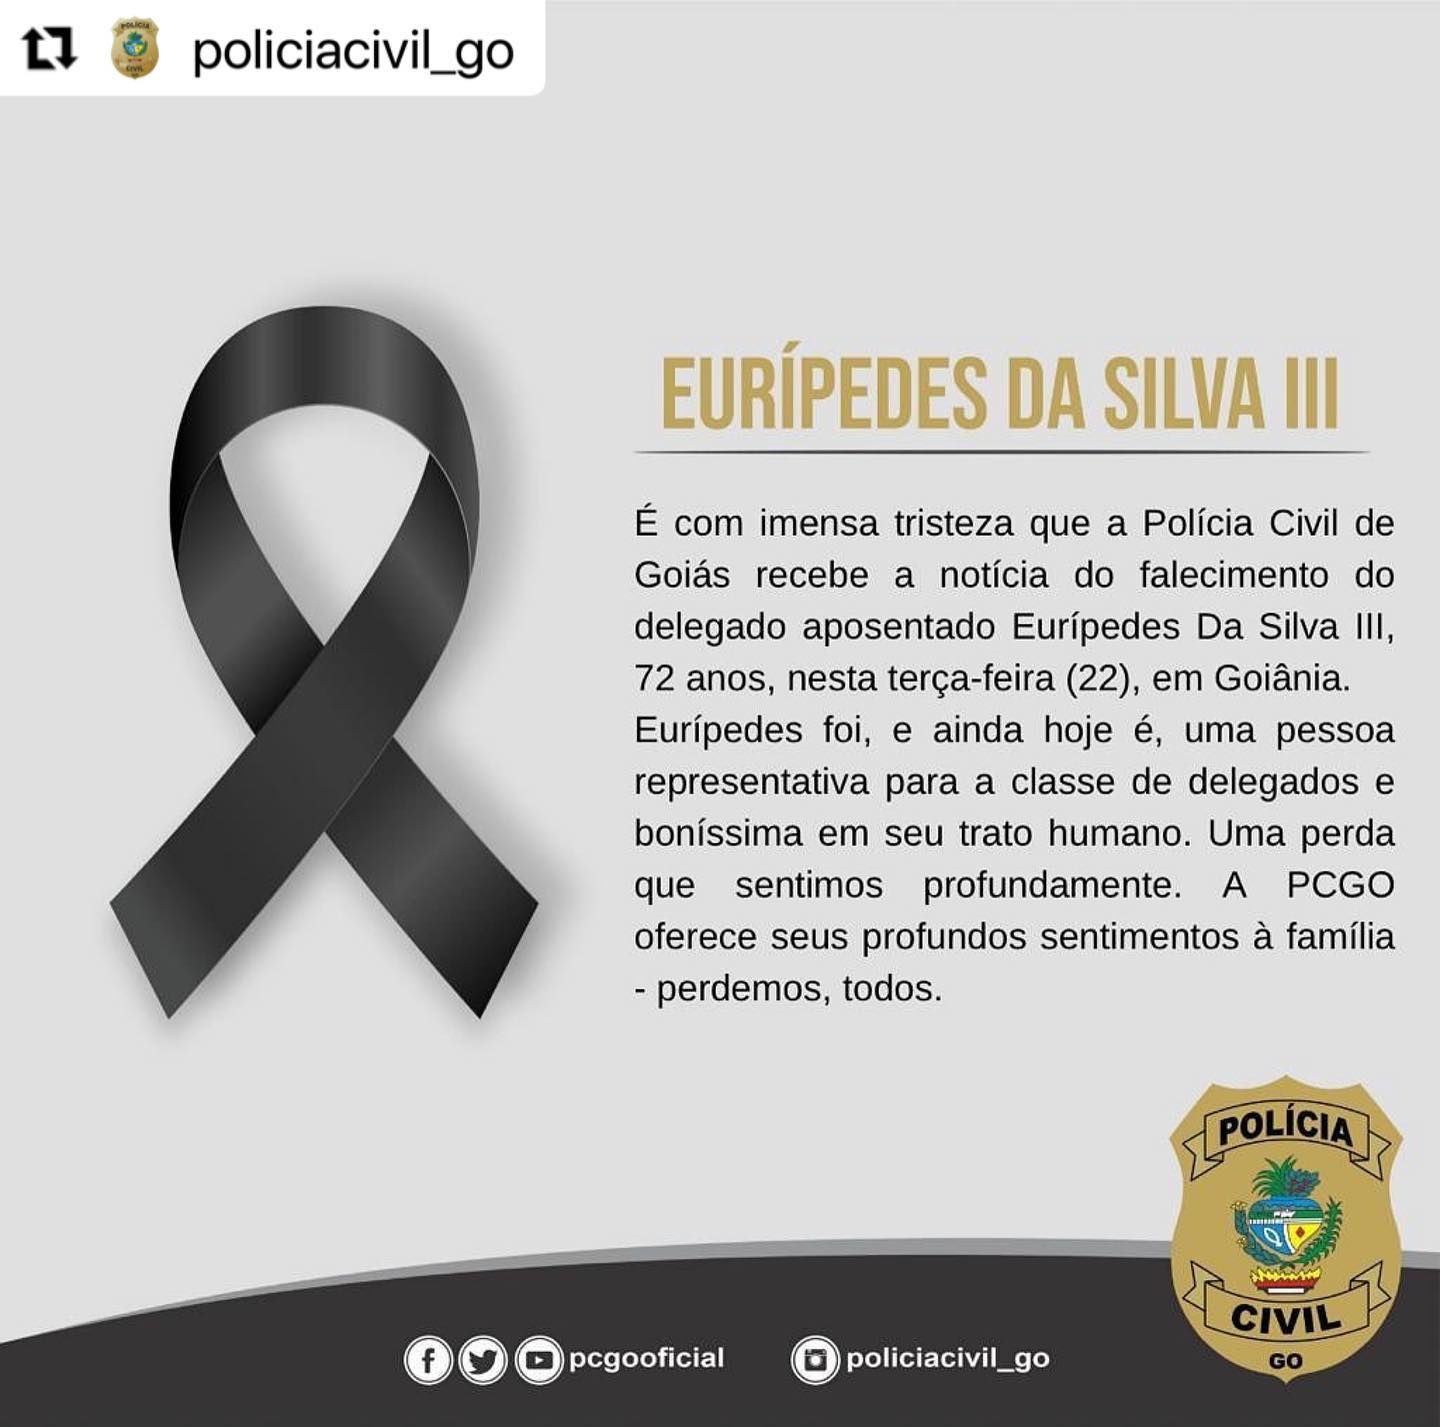 policiacivil_go
EURÍPEDES DA SILVA III
É com imensa tristeza que a Polícia Civil de
Goiás recebe a notícia do falecimento do
delegado aposentado Eurípedes Da Silva III,
72 anos, nesta terça-feira (22), em Goiânia.
Eurípedes foi, e ainda hoje é, uma pessoa
representativa para a classe de delegados e
boníssima em seu trato humano. Uma perda
que sentimos profundamente. A PCGO
oferece seus profundos sentimentos à família
- perdemos, todos.
POLÍCIA
CIVIL
GO
pcgooficial
policiacivil_go